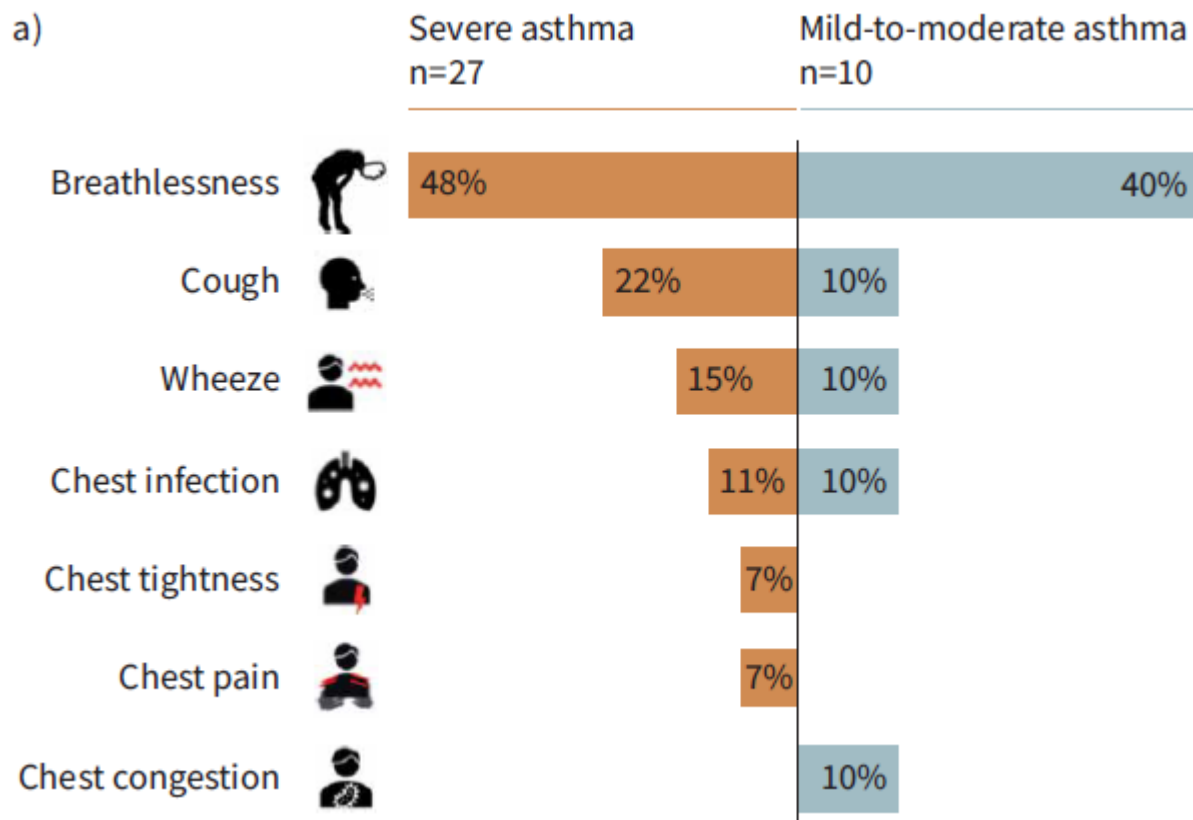 a)
Severe asthma
n=27
Mild-to-moderate asthma
n=10
Breathlessness
48%
40%
Cough
22%
10%
Wheeze
15%
10%
Chest infection
11%
10%
Chest tightness
7%
Chest pain
7%
Chest congestion
10%